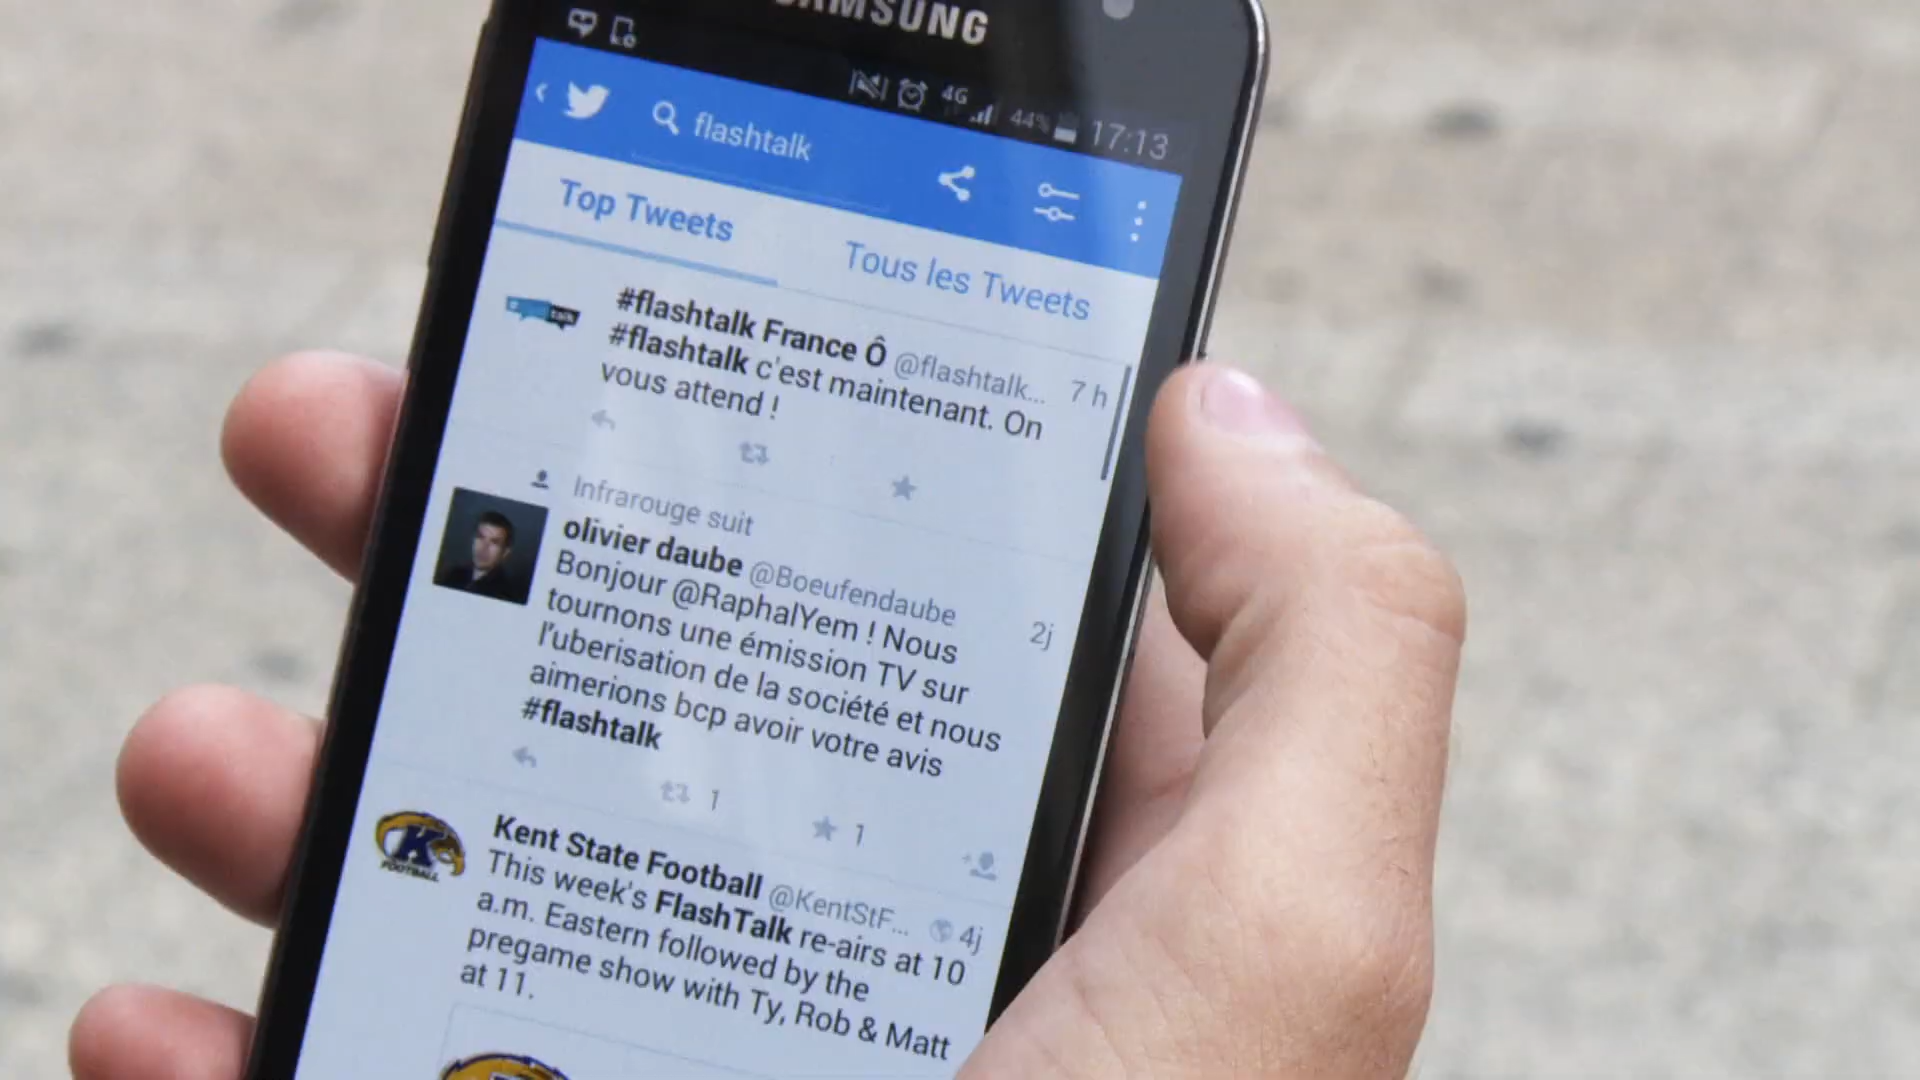 SAMSUNG
4G 44% 17:13
flashtalk
Top Tweets
Tous les Tweets
talk
#flashtalk France Ô @flashtalk... 7 h
#flashtalk c'est maintenant. On
vous attend !
Infrarouge suit
olivier daube @Boeufendaube 2j
Bonjour @RaphalYem ! Nous
tournons une émission TV sur
l'uberisation de la société et nous
aimerions bcp avoir votre avis
#flashtalk
1 1
K
FOOTBALL
Kent State Football @KentStF... 4j
This week's FlashTalk re-airs at 10
a.m. Eastern followed by the
pregame show with Ty, Rob & Matt
at 11.